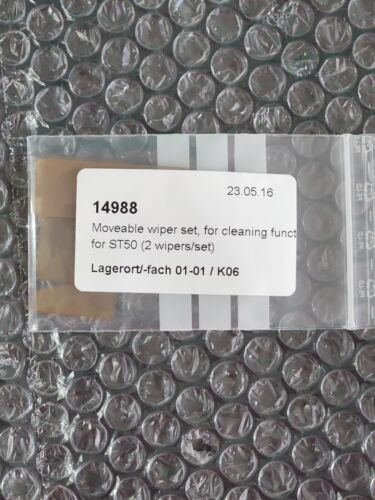 23.05.16
14988
Moveable wiper set, for cleaning funct
for ST50 (2 wipers/set)
Lagerort/-fach 01-01 / K06